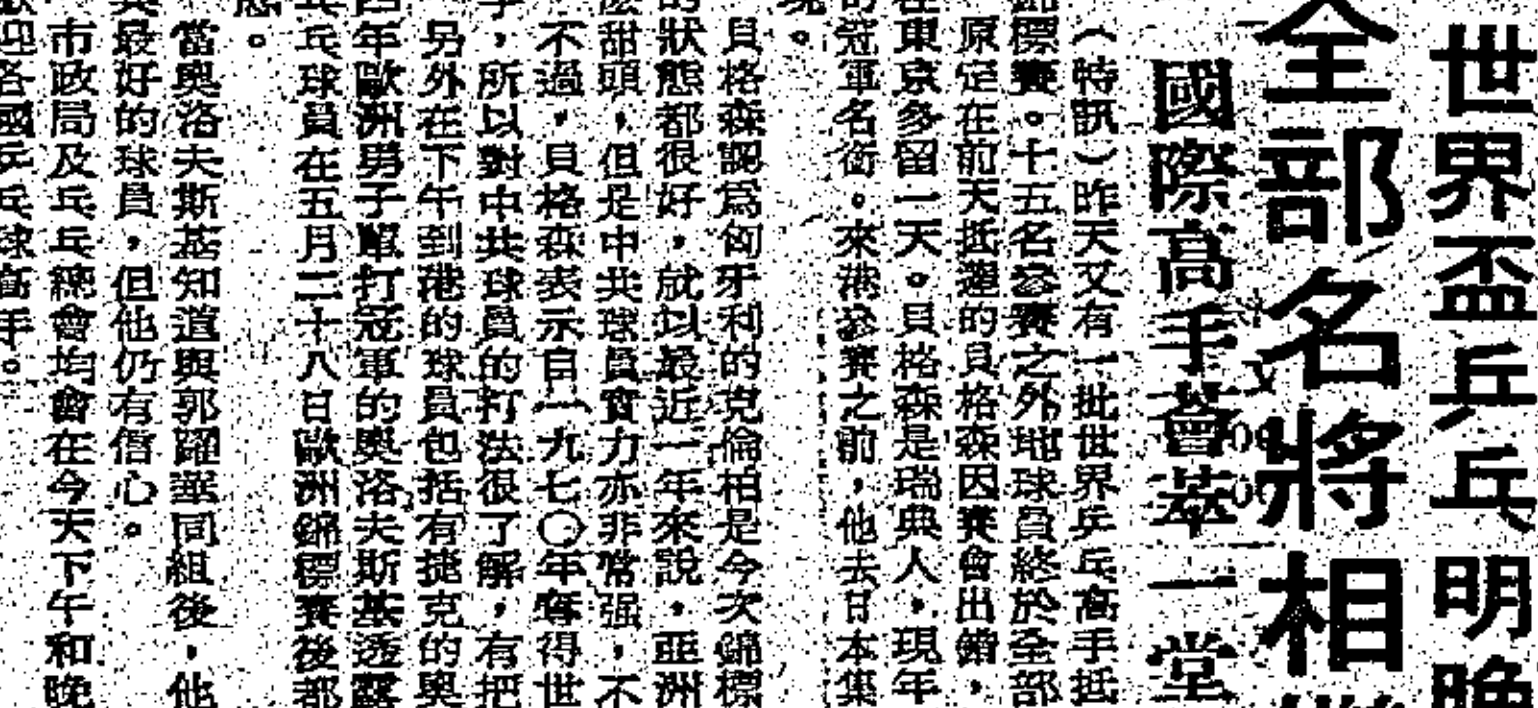 世界盃乒乓明晚
全部名將相
國際高手薈萃一堂
（特訊）昨天又有一批世界乒乓高手抵
錦標賽。十五名參賽之外地球員終於全部
原定在前天抵達的貝格森因賽會出錯，
在東京多留一天。貝格森是瑞典人，現年
的冠軍名銜。來港參賽之前，他去日本集
境。
貝格森認爲匈牙利的克倫柏是今次錦標
的狀態都很好，就以最近一年來說，亞洲
麽甜頭，但是中共球員實力亦非常强，不
不過，貝格森表示自一九七〇年奪得世
手，所以對中共球員的打法很了解，有把
另外在下午到港的球員也包括有捷克的奧
四年歐洲男子單打冠軍的奧洛夫斯基透露
乒乓球員在五月二十八日歐洲錦標賽後都
息。
當奧洛夫斯基知道與郭躍華同組後，他
最好的球員，但他仍有信心。
市政局及乒乓總會均會在今天下午和晚
歡迎各國乒乓球高手。